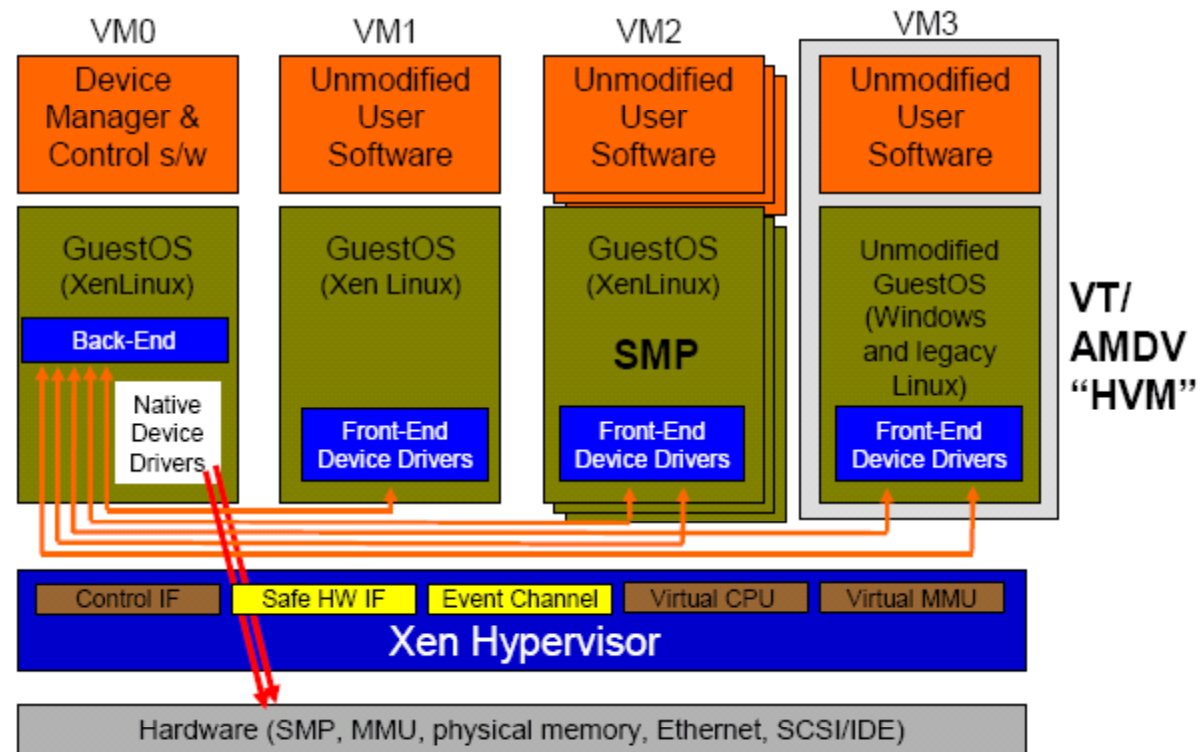 VM0
VM1
VM2
VM3
Device
Manager &
Control s/w
Unmodified
User
Software
Unmodified
User
Software
Unmodified
User
Software
GuestOS
(XenLinux)
Back-End
Native
Device
Drivers
GuestOS
(Xen Linux)
Front-End
Device Drivers
GuestOS
(XenLinux)
SMP
Front-End
Device Drivers
Unmodified
GuestOS
(Windows
and legacy
Linux)
Front-End
Device Drivers
VT/
AMDV
“HVM”
Control IF
Safe HW IF
Event Channel
Virtual CPU
Virtual MMU
Xen Hypervisor
Hardware (SMP, MMU, physical memory, Ethernet, SCSI/IDE)